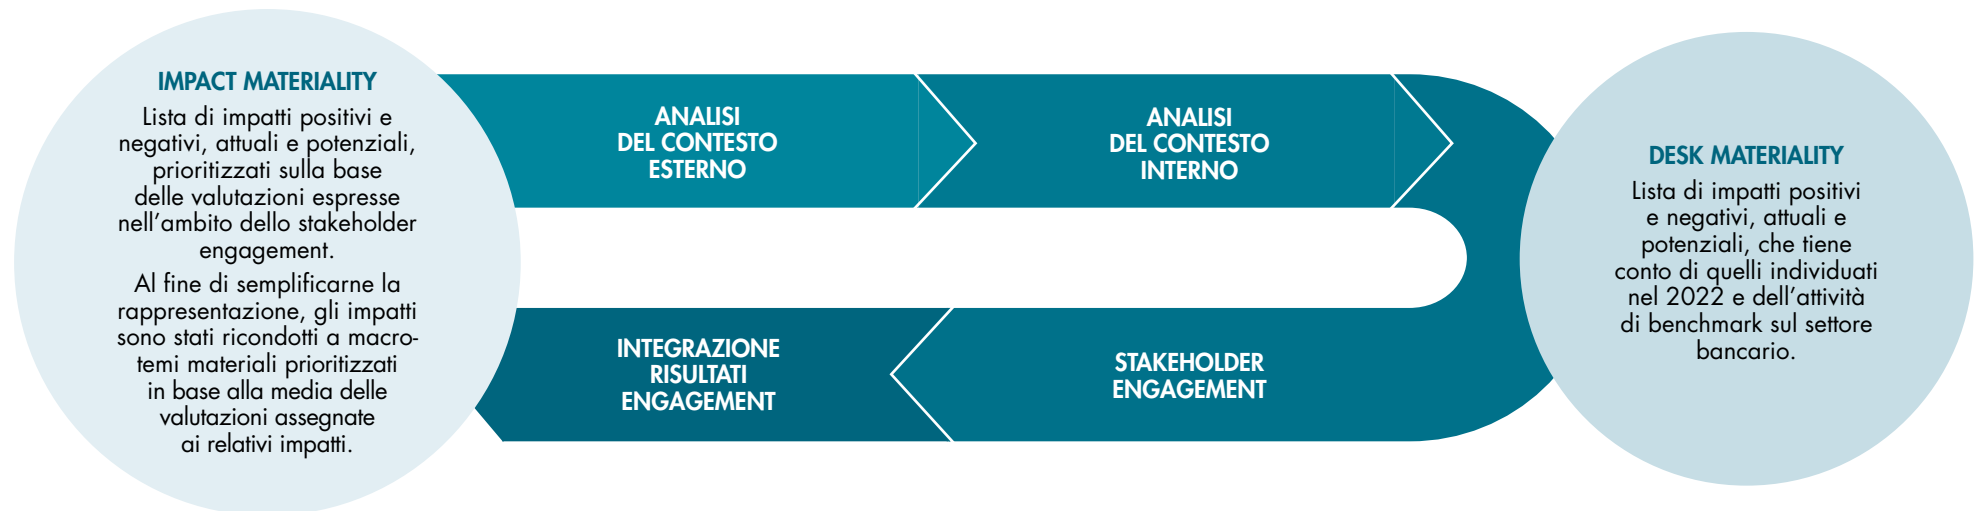 IMPACT MATERIALITY
Lista di impatti positivi e
negativi, attuali e potenziali,
prioritizzati sulla base
delle valutazioni espresse
nell'ambito dello stakeholder
engagement.
Al fine di semplificarne la
rappresentazione, gli impatti
sono stati ricondotti a macro-
temi materiali prioritizzati
in base alla media delle
valutazioni assegnate
ai relativi impatti.
ANALISI
DEL CONTESTO
ESTERNO
ANALISI
DEL CONTESTO
INTERNO
DESK MATERIALITY
Lista di impatti positivi
e negativi, attuali e
potenziali, che tiene
conto di quelli individuati
nel 2022 e dell'attività
di benchmark sul settore
bancario.
STAKEHOLDER
ENGAGEMENT
INTEGRAZIONE
RISULTATI
ENGAGEMENT